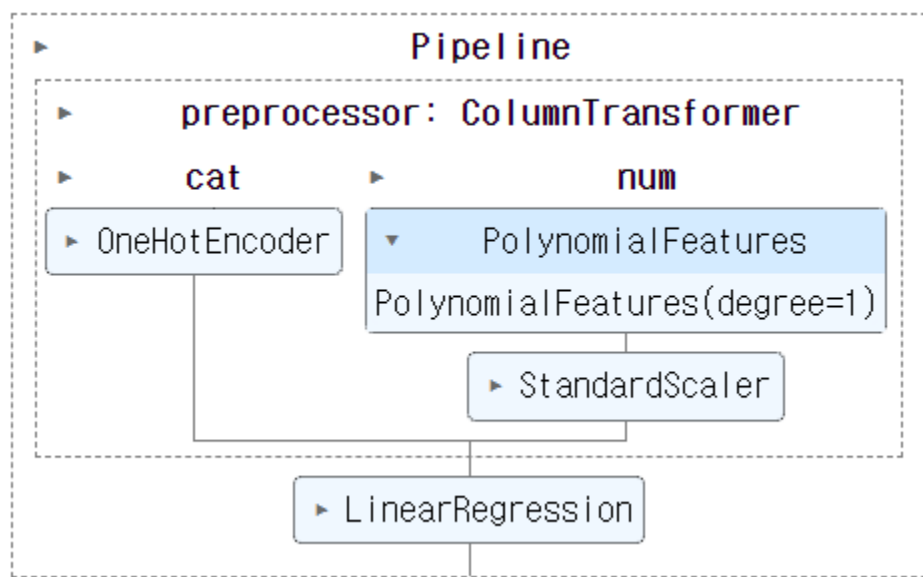 Pipeline
preprocessor: ColumnTransformer
cat
num
OneHotEncoder
PolynomialFeatures
PolynomialFeatures(degree=1)
StandardScaler
LinearRegression